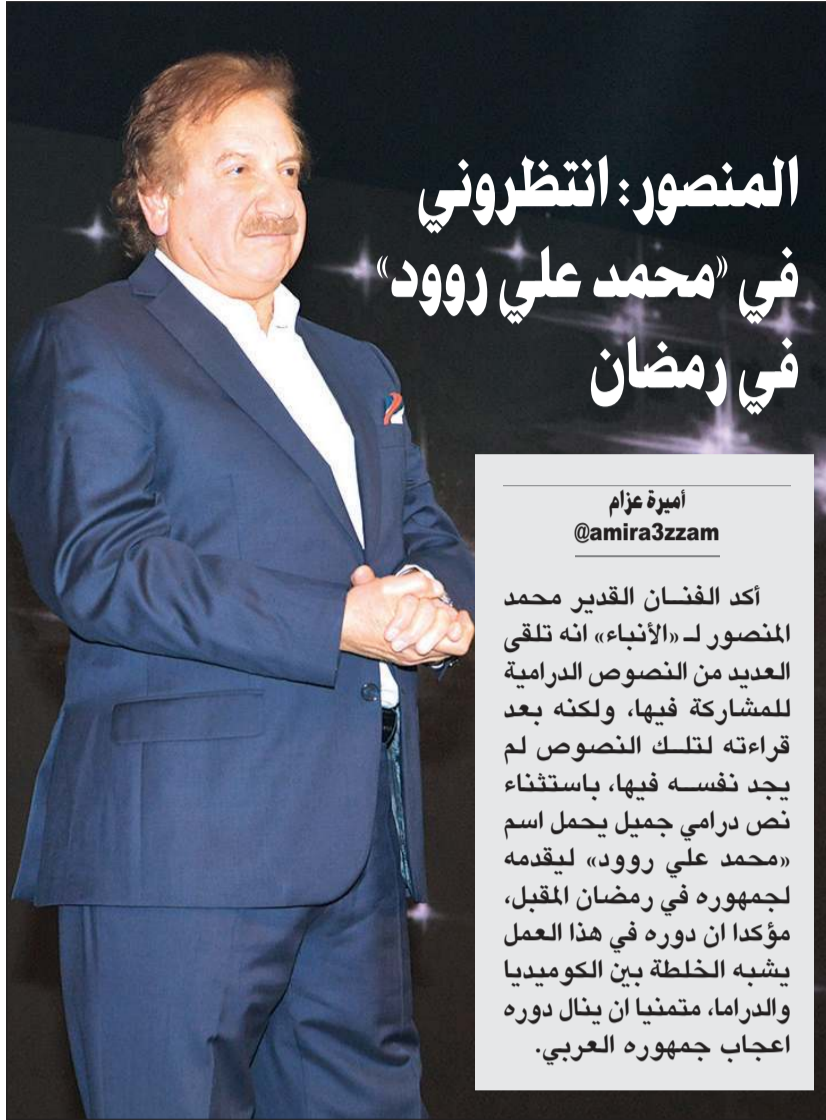 المنصور: انتظروني
في «محمد علي روود»
في رمضان
أميرة عزام
@amira3zzam
أكد الفنـــان القدير محمد
المنصور لـ «الأنباء» انه تلقى
العديد من النصوص الدرامية
للمشاركة فيها، ولكنه بعد
قراءته لتلـــك النصوص لم
يجد نفســـه فيها، باستثناء
نص درامي جميل يحمل اسم
«محمد علي روود» ليقدمه
لجمهوره في رمضان المقبل،
مؤكدا ان دوره في هذا العمل
يشبه الخلطة بين الكوميديا
والدراما، متمنيا ان ينال دوره
اعجاب جمهوره العربي.